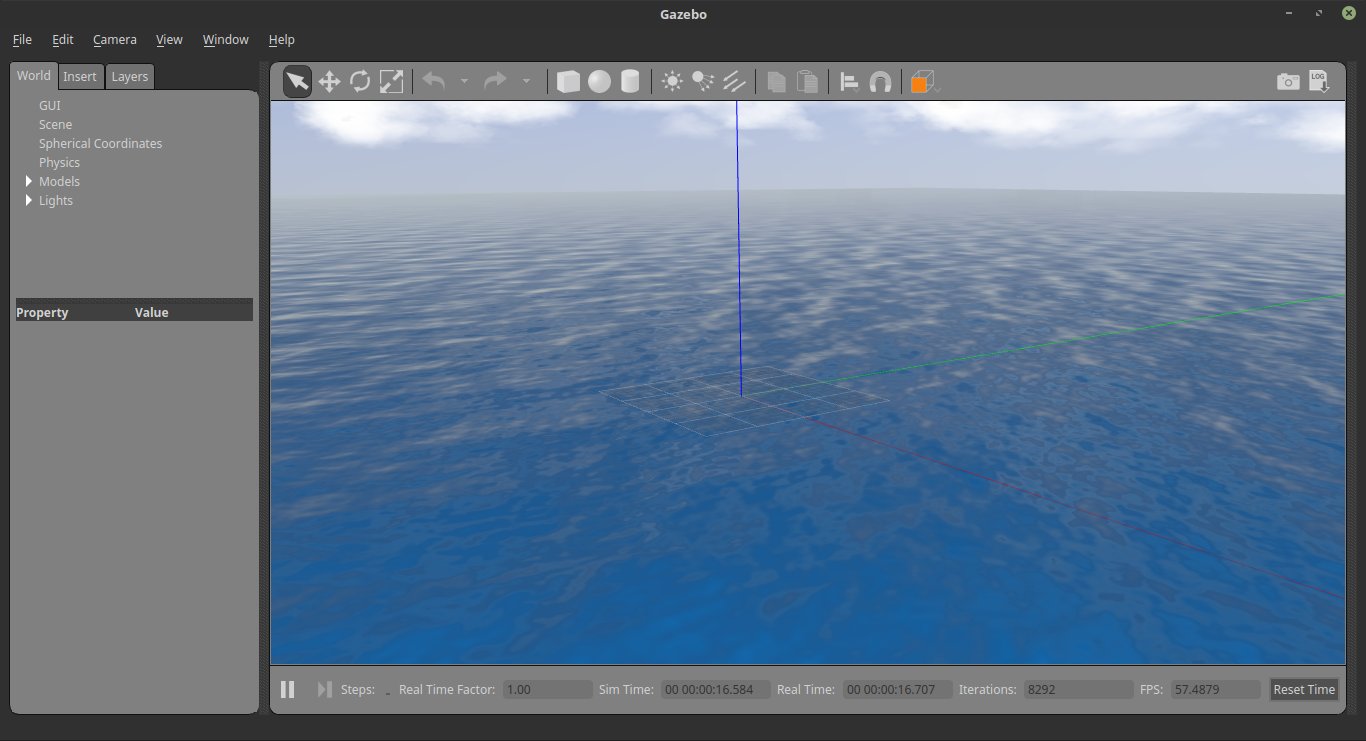 Gazebo
File Edit Camera View Window Help
World Insert Layers
LOG
GUI
Scene
Spherical Coordinates
Physics
Models
Lights
Property Value
Steps: Real Time Factor: 1.00 Sim Time: 00 00:00:16.584 Real Time: 00 00:00:16.707 Iterations: 8292 FPS: 57.4879 Reset Time